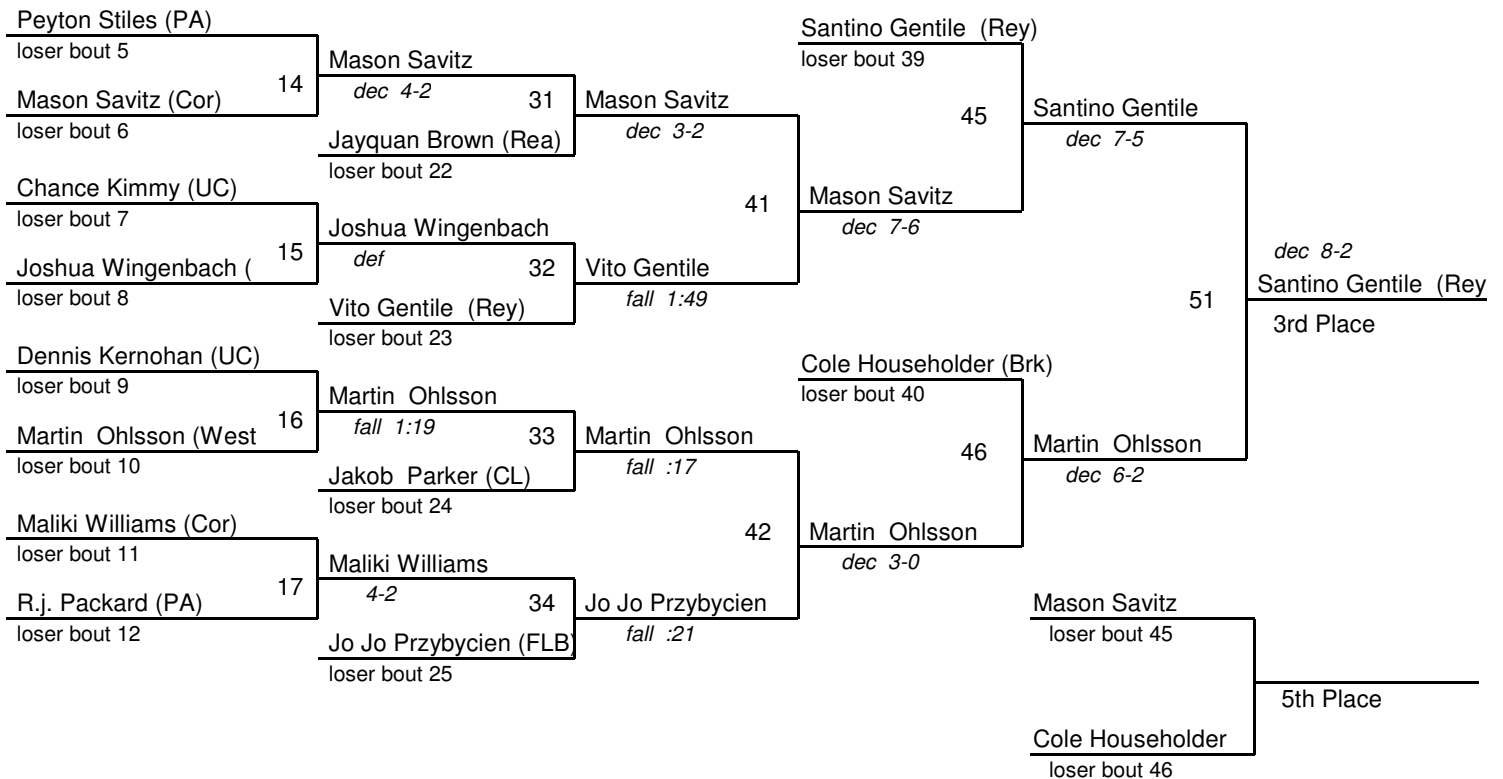 Peyton Stiles (PA)
loser bout 5
14
Mason Savitz (Cor)
loser bout 6
Chance Kimmy (UC)
loser bout 7
15
Joshua Wingenbach (
loser bout 8
Dennis Kernohan (UC)
loser bout 9
16
Martin Ohlsson (West
loser bout 10
Maliki Williams (Cor)
loser bout 11
17
R.j. Packard (PA)
loser bout 12
Mason Savitz
dec 4-2
31
Jayquan Brown (Rea)
loser bout 22
Joshua Wingenbach
def
32
Vito Gentile (Rey)
loser bout 23
Martin Ohlsson
fall 1:19
33
Jakob Parker (CL)
loser bout 24
Maliki Williams
4-2
34
Jo Jo Przybycien (FLB)
loser bout 25
Mason Savitz
dec 3-2
41
Vito Gentile
fall 1:49
Martin Ohlsson
fall :17
42
Jo Jo Przybycien
fall :21
Santino Gentile (Rey)
loser bout 39
45
Mason Savitz
dec 7-6
Cole Householder (Brk)
loser bout 40
46
Martin Ohlsson
dec 3-0
Santino Gentile
dec 7-5
51
Martin Ohlsson
dec 6-2
dec 8-2
Santino Gentile (Rey
3rd Place
Mason Savitz
loser bout 45
5th Place
Cole Householder
loser bout 46